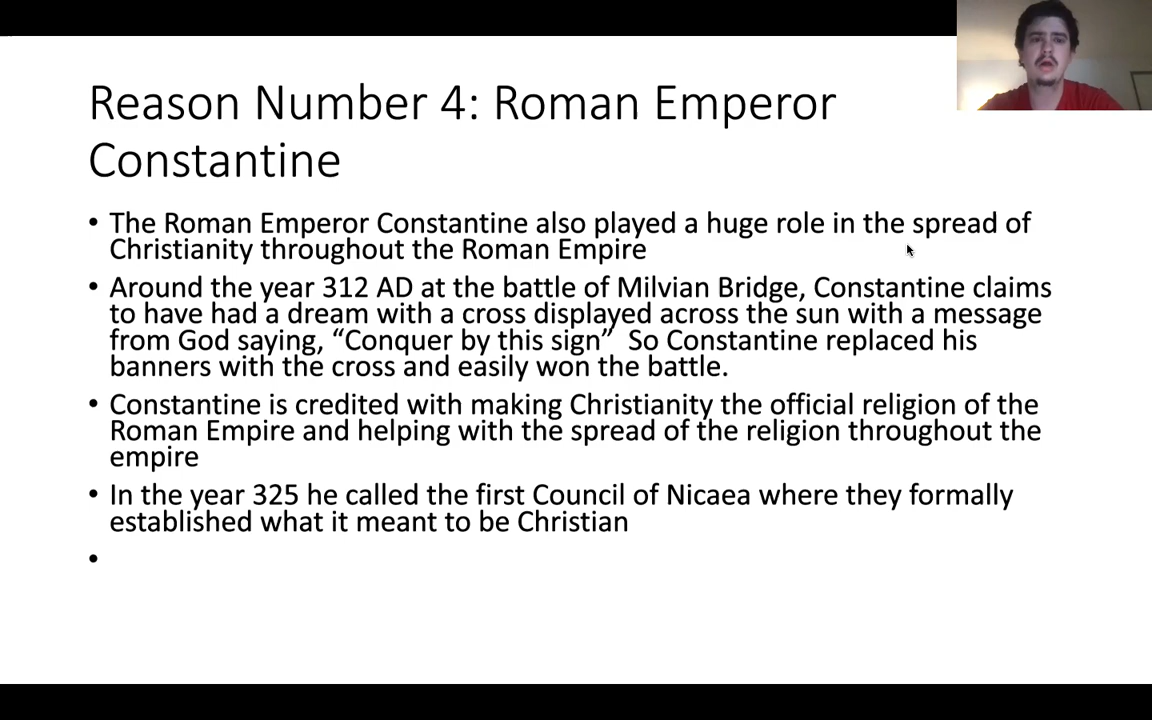 Reason Number 4: Roman Emperor
Constantine
• The Roman Emperor Constantine also played a huge role in the spread of
Christianity throughout the Roman Empire
• Around the year 312 AD at the battle of Milvian Bridge, Constantine claims
to have had a dream with a cross displayed across the sun with a message
from God saying, “Conquer by this sign”  So Constantine replaced his
banners with the cross and easily won the battle.
• Constantine is credited with making Christianity the official religion of the
Roman Empire and helping with the spread of the religion throughout the
empire
• In the year 325 he called the first Council of Nicaea where they formally
established what it meant to be Christian
•